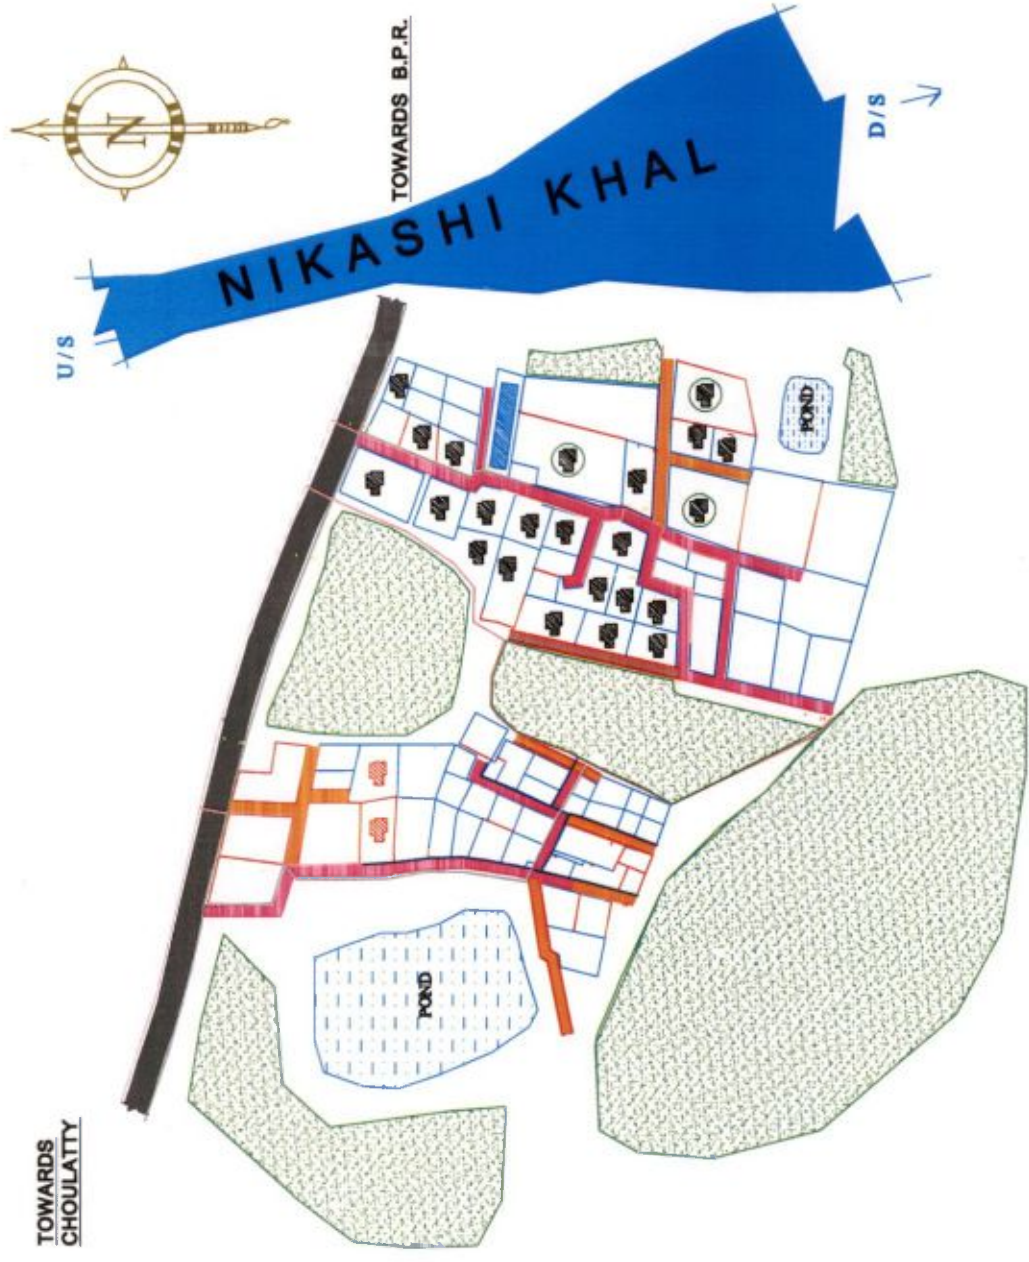 N
TOWARDS B.P.R.
NIKASHI KHAL
D/S
U/S
POND
POND
TOWARDS
CHOULATTY